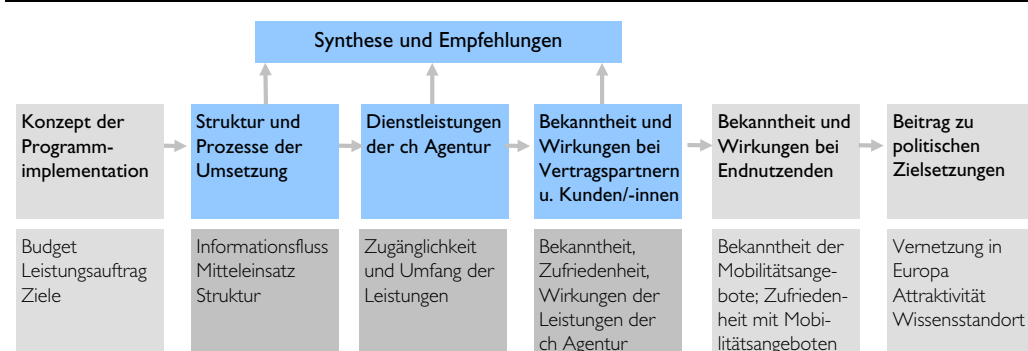 Synthese und Empfehlungen
Konzept der
Programm-
implementation
Struktur und
Prozesse der
Umsetzung
Dienstleistungen
der ch Agentur
Bekanntheit und
Wirkungen bei
Vertragspartnern
u. Kunden/-innen
Bekanntheit und
Wirkungen bei
Endnutzenden
Beitrag zu
politischen
Zielsetzungen
Budget
Leistungsauftrag
Ziele
Informationsfluss
Mitteleinsatz
Struktur
Zugänglichkeit
und Umfang der
Leistungen
Bekanntheit,
Zufriedenheit,
Wirkungen der
Leistungen der
ch Agentur
Bekanntheit der
Mobilitätsange-
bote; Zufrieden-
heit mit Mobi-
litätsangeboten
Vernetzung in
Europa
Attraktivität
Wissensstandort